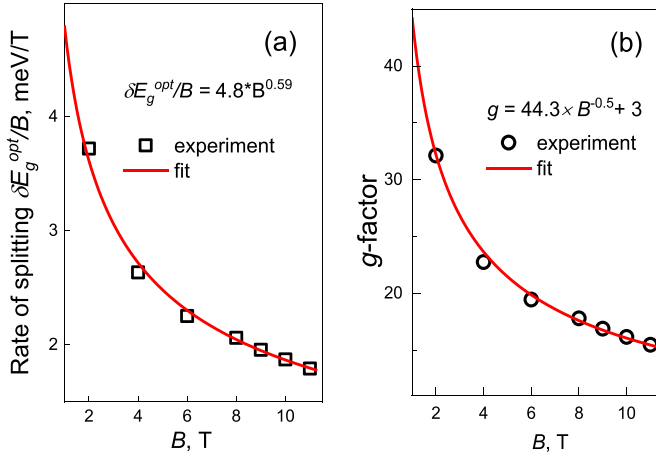 (a)
δE_g^opt/B = 4.8*B^0.59
experiment
fit
Rate of splitting δE_g^opt/B, meV/T
4
3
2
2 4 6 8 10
B, T
(b)
g = 44.3× B^-0.5+ 3
experiment
fit
g-factor
40
30
20
2 4 6 8 10
B, T